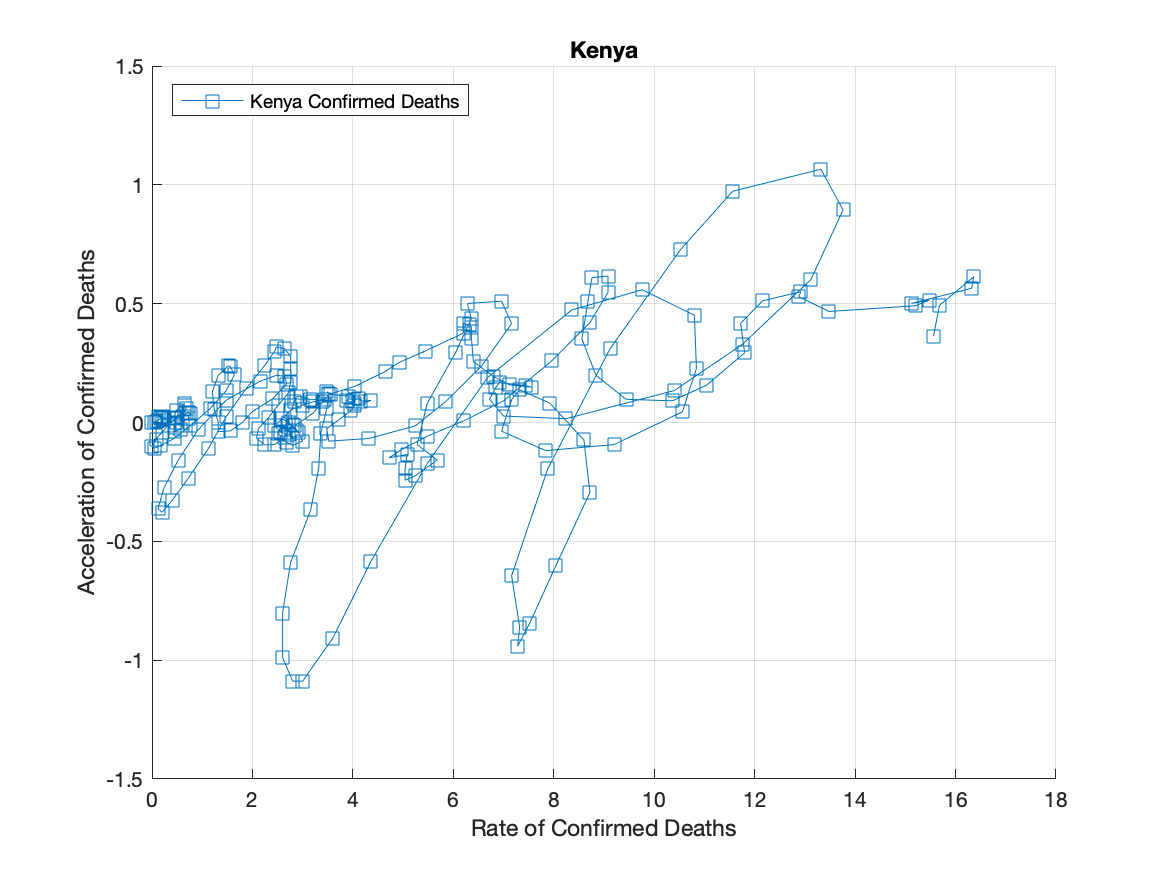 Kenya
Kenya Confirmed Deaths
1.5
1
0.5
0
-0.5
-1
-1.5
Acceleration of Confirmed Deaths
0 2 4 6 8 10 12 14 16 18
Rate of Confirmed Deaths